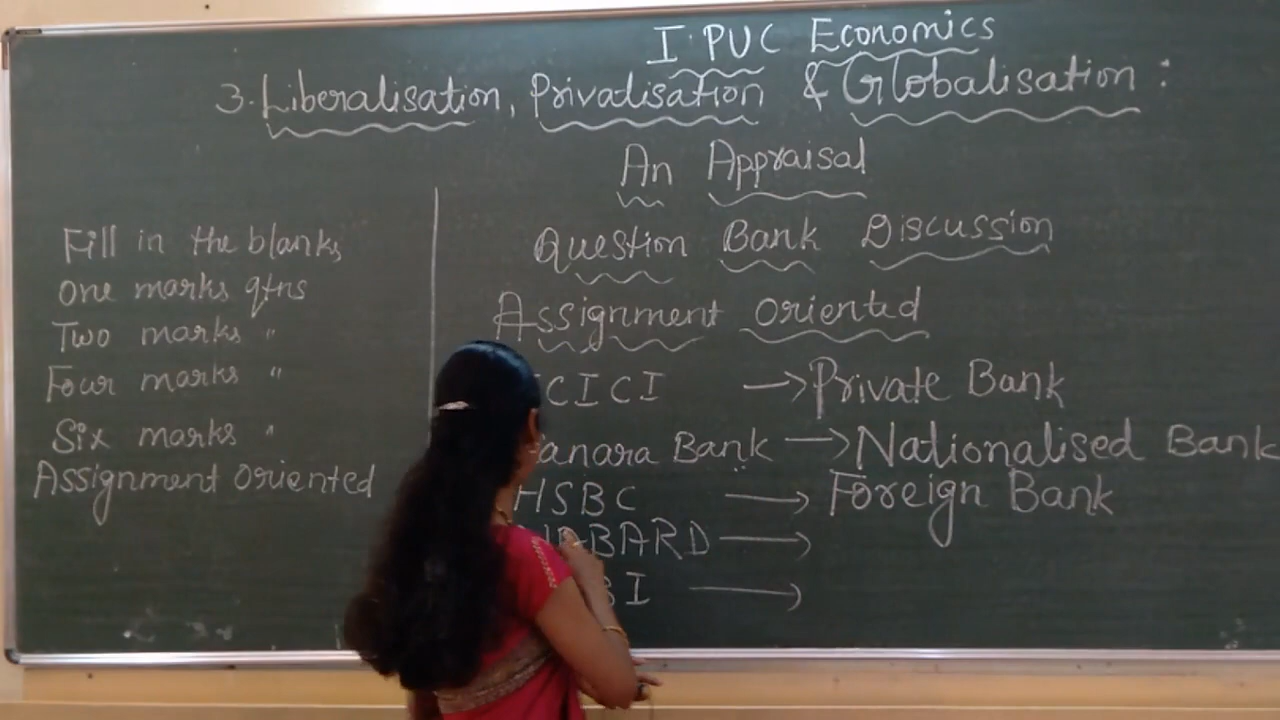 I. PUC Economics
3. Liberalisation, Privatisation & Globalisation :
An Appraisal
Question Bank Discussion
Assignment oriented
CICI → Private Bank
anara Bank → Nationalised Bank
HSBC → Foreign Bank
ABARD →
BI →
Fill in the blanks
one marks qtns
Two marks "
Four marks "
Six marks "
Assignment oriented